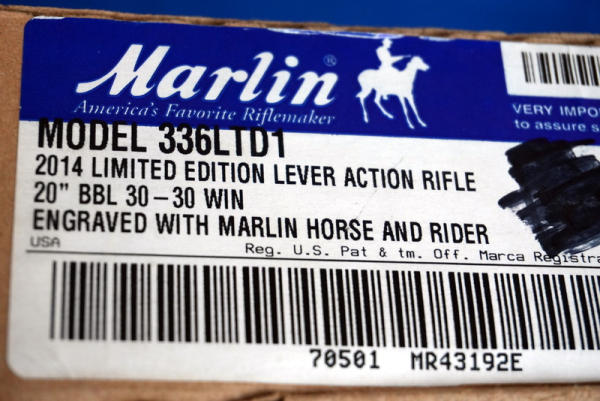 Marlin®
America's Favorite Riflemaker
VERY IMPO
to assure s
MODEL 336LTD1
2014 LIMITED EDITION LEVER ACTION RIFLE
20" BBL 30-30 WIN
ENGRAVED WITH MARLIN HORSE AND RIDER
USA
Reg. U.S. Pat & tm. Off. Marca Registra
70501 MR43192E